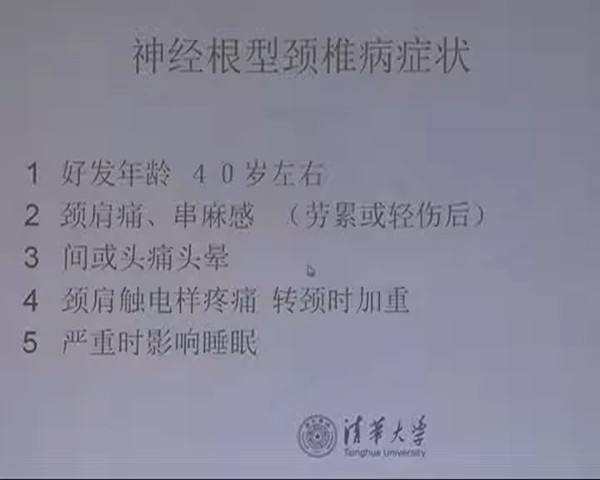 神经根型颈椎病症状
1 好发年龄 40岁左右
2 颈肩痛、串麻感 （劳累或轻伤后）
3 间或头痛头晕
4 颈肩触电样疼痛 转颈时加重
5 严重时影响睡眠
清华大学
Tsinghua University